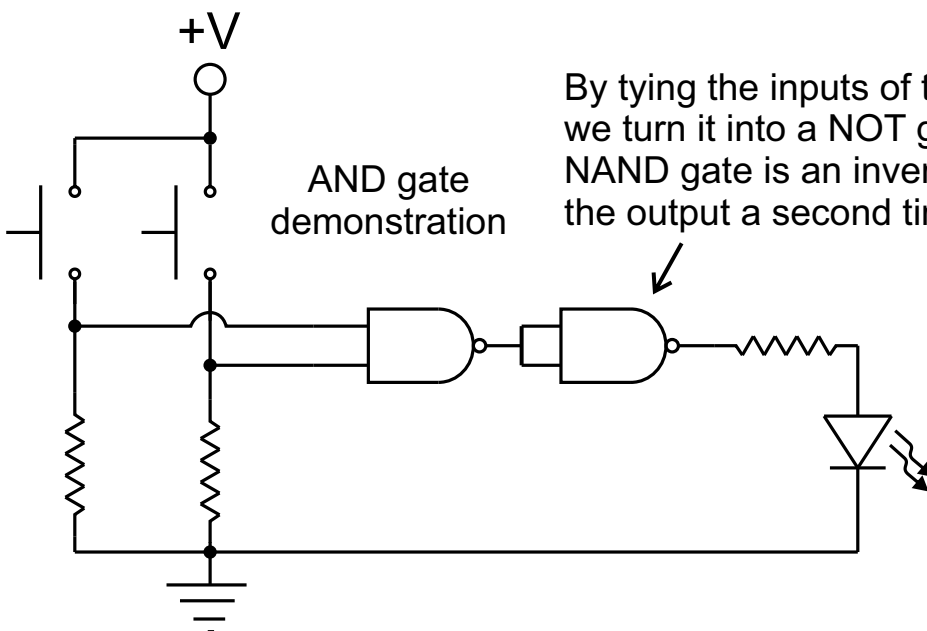 +V
By tying the inputs of
we turn it into a NOT
NAND gate is an
the output a second
AND gate
demonstration